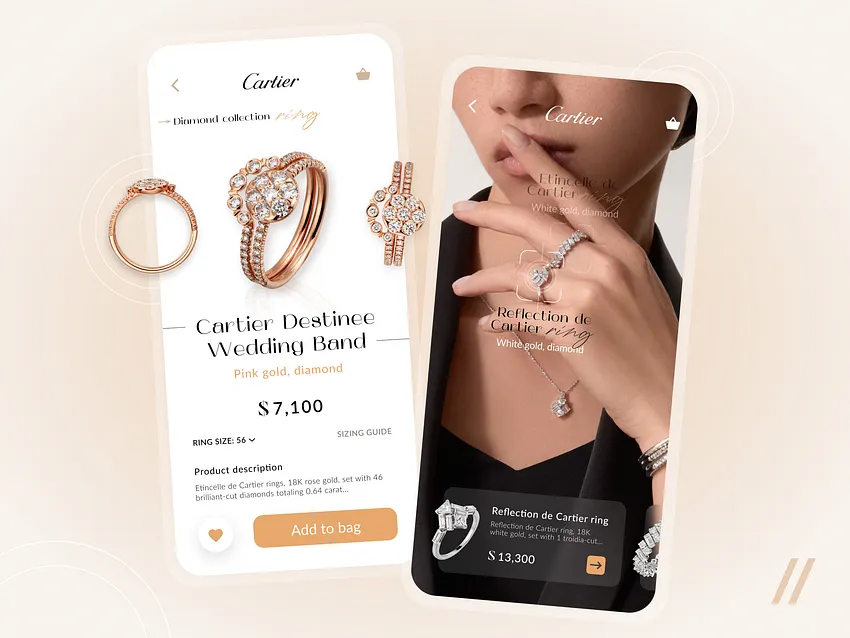 Cartier
Diamond collection ring
Cartier Destinee
Wedding Band
Pink gold, diamond
$ 7,100
RING SIZE: 56
SIZING GUIDE
Product description
Etincelle de Cartier rings, 18K rose gold, set with 46
brilliant-cut diamonds totaling 0.64 carat...
Add to bag
Cartier
Etincelle de
Cartier ring
White gold, diamond
Reflection de
Cartier ring
White gold, diamond
Reflection de Cartier ring
Reflection de Cartier ring, 18K
white gold, set with 1 troidia-cut...
$ 13,300